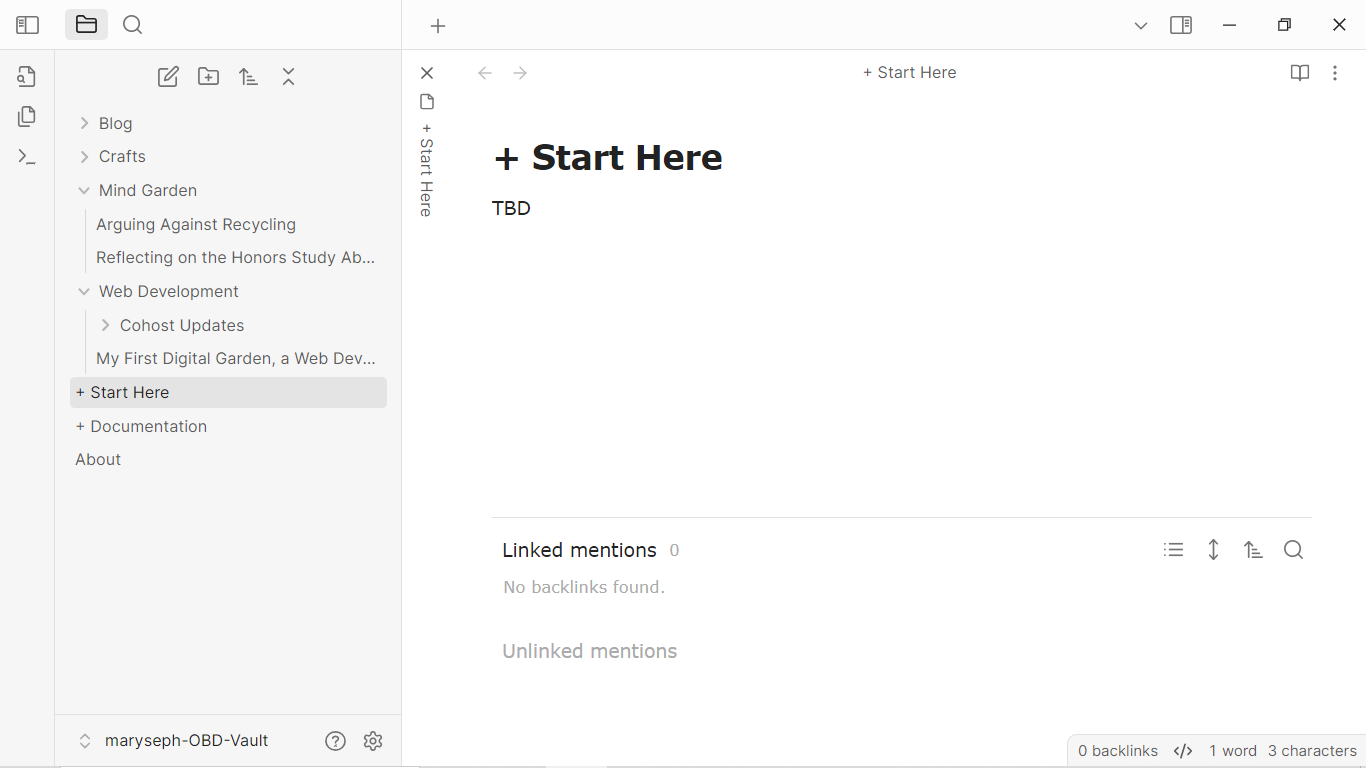 + Start Here
Blog
Crafts
Mind Garden
Arguing Against Recycling
Reflecting on the Honors Study Ab...
Web Development
Cohost Updates
My First Digital Garden, a Web Dev...
+ Start Here
+ Documentation
About
maryseph-OBD-Vault
+ Start Here
+ Start Here
TBD
Linked mentions 0
No backlinks found.
Unlinked mentions
0 backlinks </> 1 word 3 characters